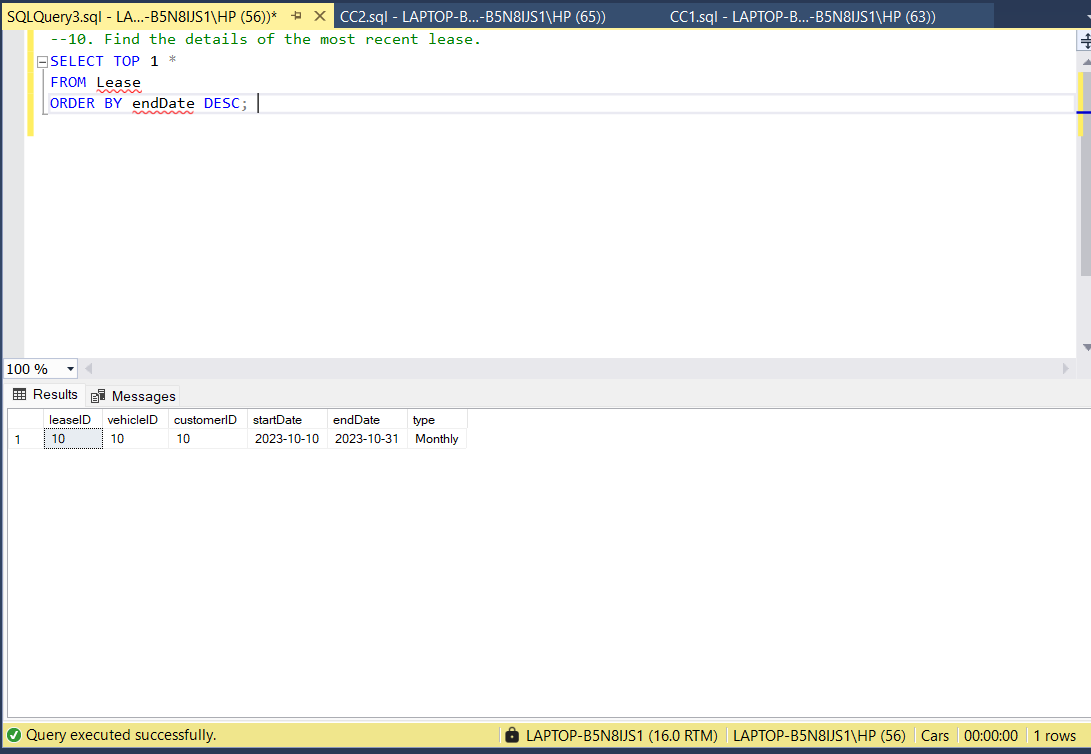 SQLQuery3.sql - LA...-B5N8IJS1\HP (56))* CC2.sql - LAPTOP-B...-B5N8IJS1\HP (65)) CC1.sql - LAPTOP-B...-B5N8IJS1\HP (63))
--10. Find the details of the most recent lease.
SELECT TOP 1 *
FROM Lease
ORDER BY endDate DESC;
100 %
Results Messages
leaseID vehicleID customerID startDate endDate type
1 10 10 10 2023-10-10 2023-10-31 Monthly
Query executed successfully. LAPTOP-B5N8IJS1 (16.0 RTM) LAPTOP-B5N8IJS1\HP (56) Cars 00:00:00 1 rows